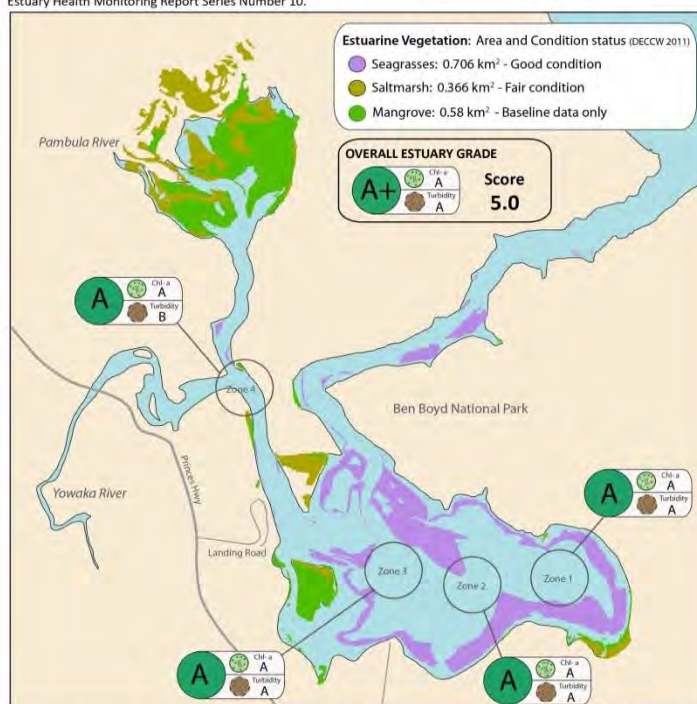 Estuary Health Monitoring Report Series Number 10.
Estuarine Vegetation: Area and Condition status (DECCW 2011)
Seagrasses: 0.706 km² - Good condition
Saltmarsh: 0.366 km² - Fair condition
Mangrove: 0.58 km² - Baseline data only
Pambula River
OVERALL ESTUARY GRADE
A+
Chl-a
A
Turbidity
A
Score
5.0
A
Chl-a
A
Turbidity
B
Zone 4
Ben Boyd National Park
Princes Hwy
Yowaka River
A
Chl-a
A
Turbidity
A
Landing Road
Zone 3
Zone 2
Zone 1
A
Chl-a
A
Turbidity
A
A
Chl-a
A
Turbidity
A